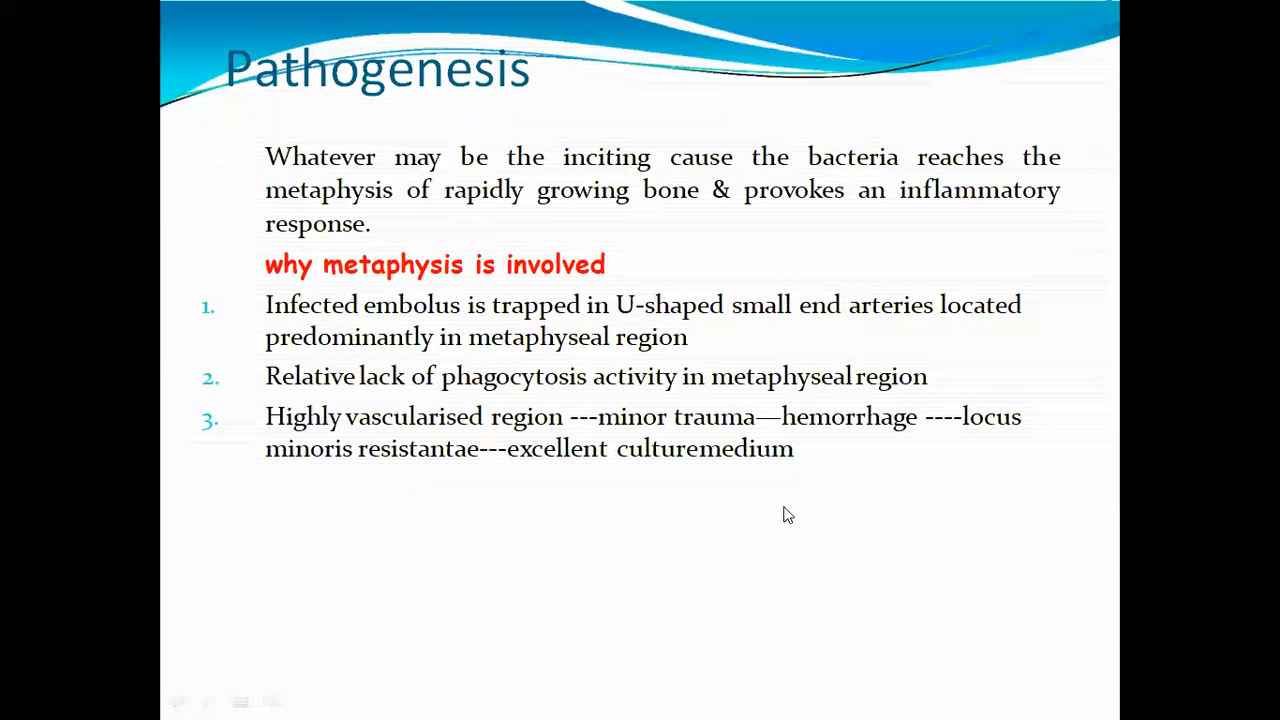 Pathogenesis
Whatever may be the inciting cause the bacteria reaches the
metaphysis of rapidly growing bone & provokes an inflammatory
response.
why metaphysis is involved
1. Infected embolus is trapped in U-shaped small end arteries located
predominantly in metaphyseal region
2. Relative lack of phagocytosis activity in metaphyseal region
3. Highly vascularised region ---minor trauma—hemorrhage ----locus
minoris resistantae---excellent culturemedium